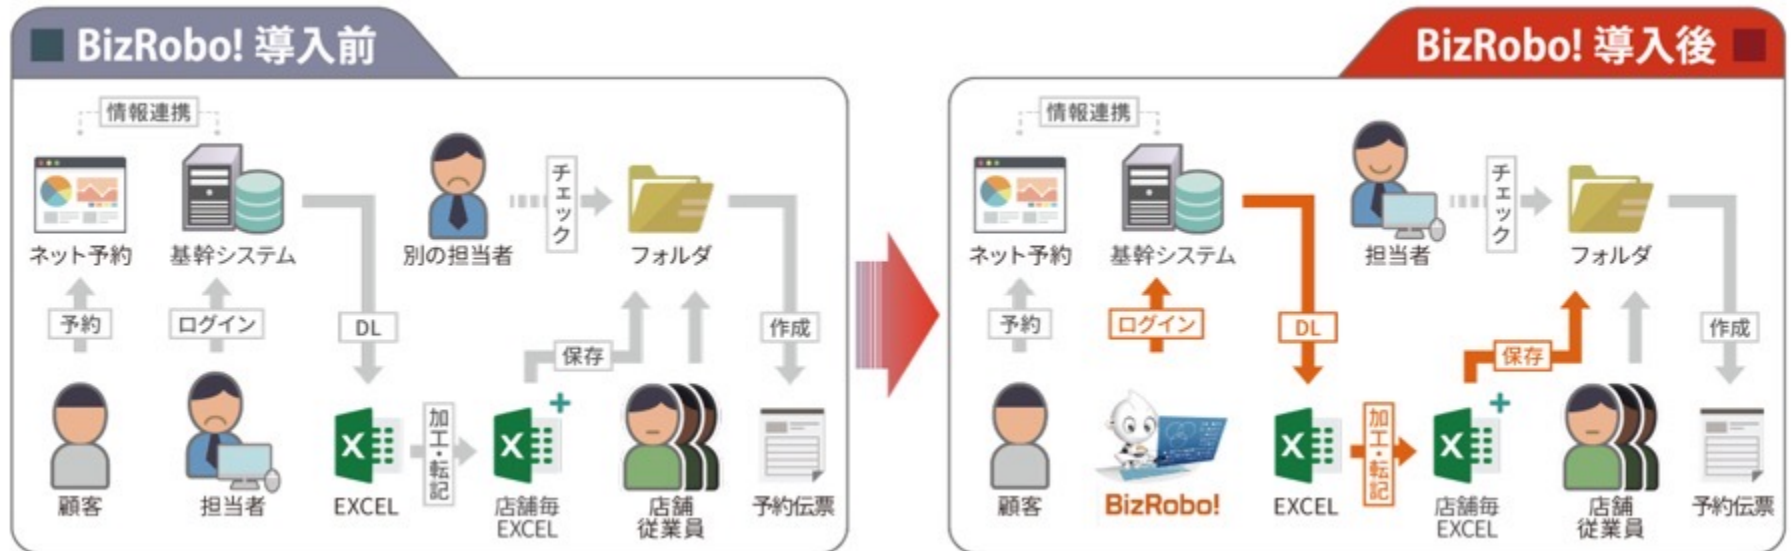 BizRobo! 導入前
情報連携
チェック
ネット予約
基幹システム
別の担当者
フォルダ
予約
ログイン
DL
保存
作成
加工・転記
顧客
担当者
EXCEL
店舗毎
EXCEL
店舗
従業員
予約伝票
BizRobo! 導入後
情報連携
チェック
ネット予約
基幹システム
担当者
フォルダ
予約
ログイン
DL
保存
作成
加工・転記
顧客
BizRobo!
EXCEL
店舗毎
EXCEL
店舗
従業員
予約伝票